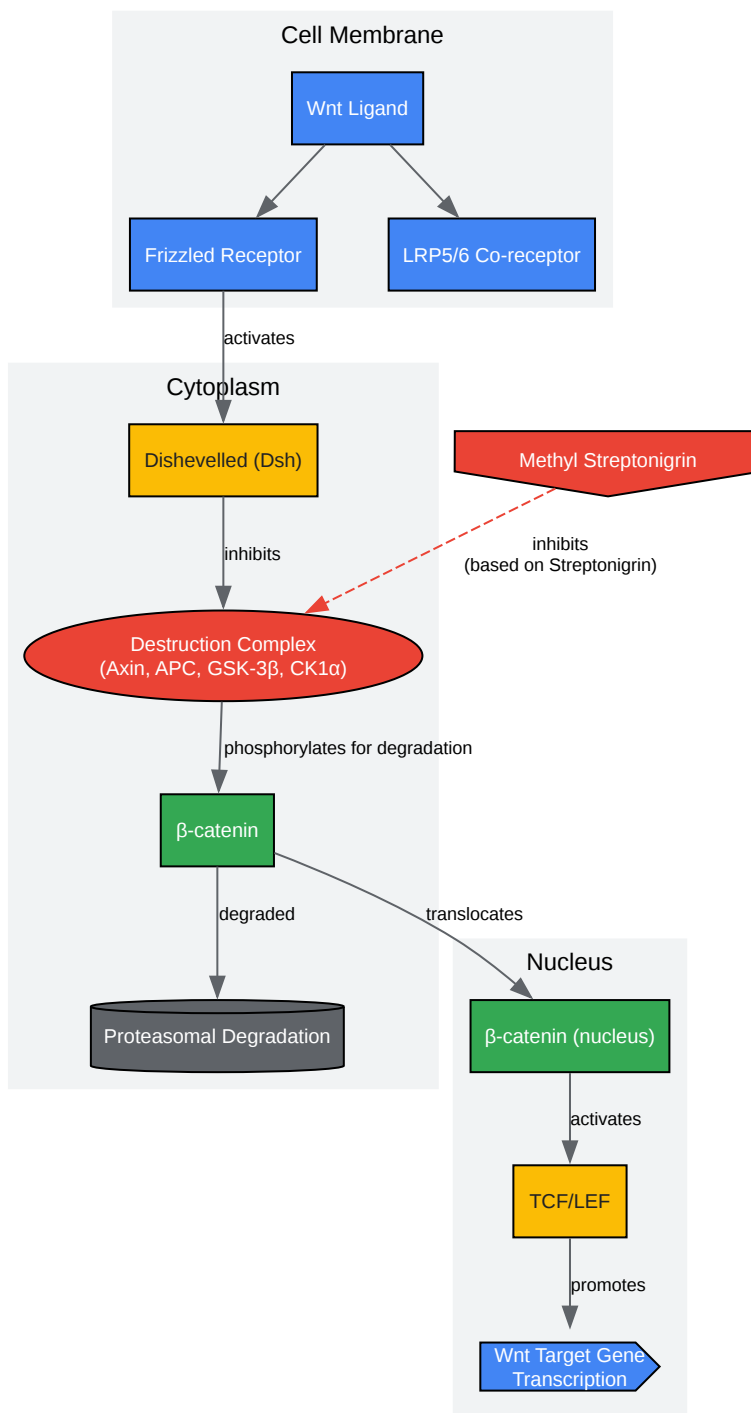 Cell Membrane
Wnt Ligand
Frizzled Receptor
LRP5/6 Co-receptor
activates
Cytoplasm
Dishevelled (Dsh)
Methyl Streptonigrin
inhibits
inhibits
(based on Streptonigrin)
Destruction Complex
(Axin, APC, GSK-3β, CK1α)
phosphorylates for degradation
β-catenin
degraded
translocates
Nucleus
Proteasomal Degradation
β-catenin (nucleus)
activates
TCF/LEF
promotes
Wnt Target Gene
Transcription